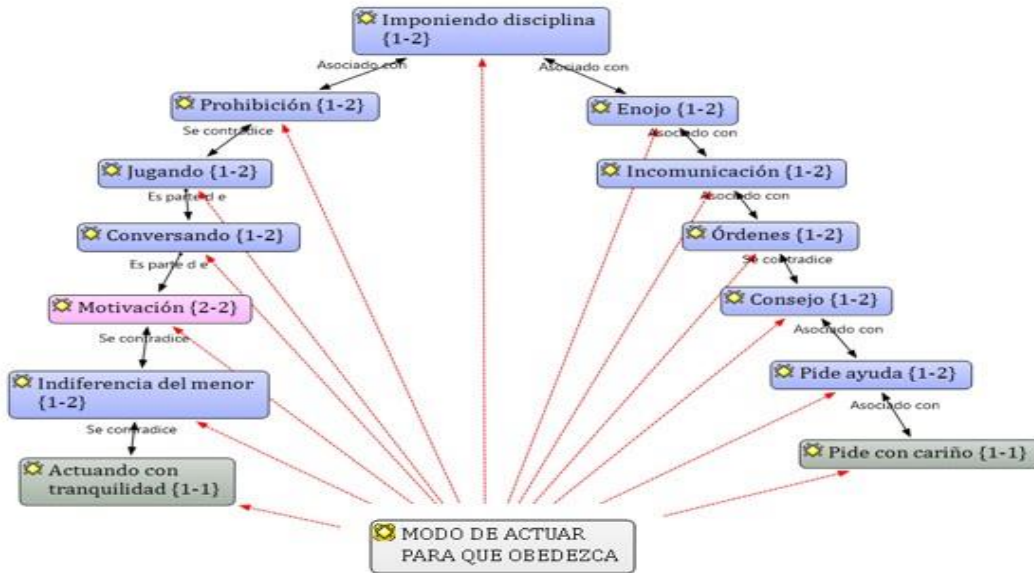 Imponiendo disciplina
{1-2}
Asociado con
Asociado con
Prohibición {1-2}
Enojo {1-2}
Se contradice
Asociado con
Jugando {1-2}
Incomunicación {1-2}
Es parte d e
Asociado con
Conversando {1-2}
Órdenes {1-2}
Es parte d e
Se contradice
Motivación {2-2}
Consejo {1-2}
Se contradice
Asociado con
Indiferencia del menor
{1-2}
Pide ayuda {1-2}
Se contradice
Asociado con
Actuando con
tranquilidad {1-1}
Pide con cariño {1-1}
MODO DE ACTUAR
PARA QUE OBEDEZCA